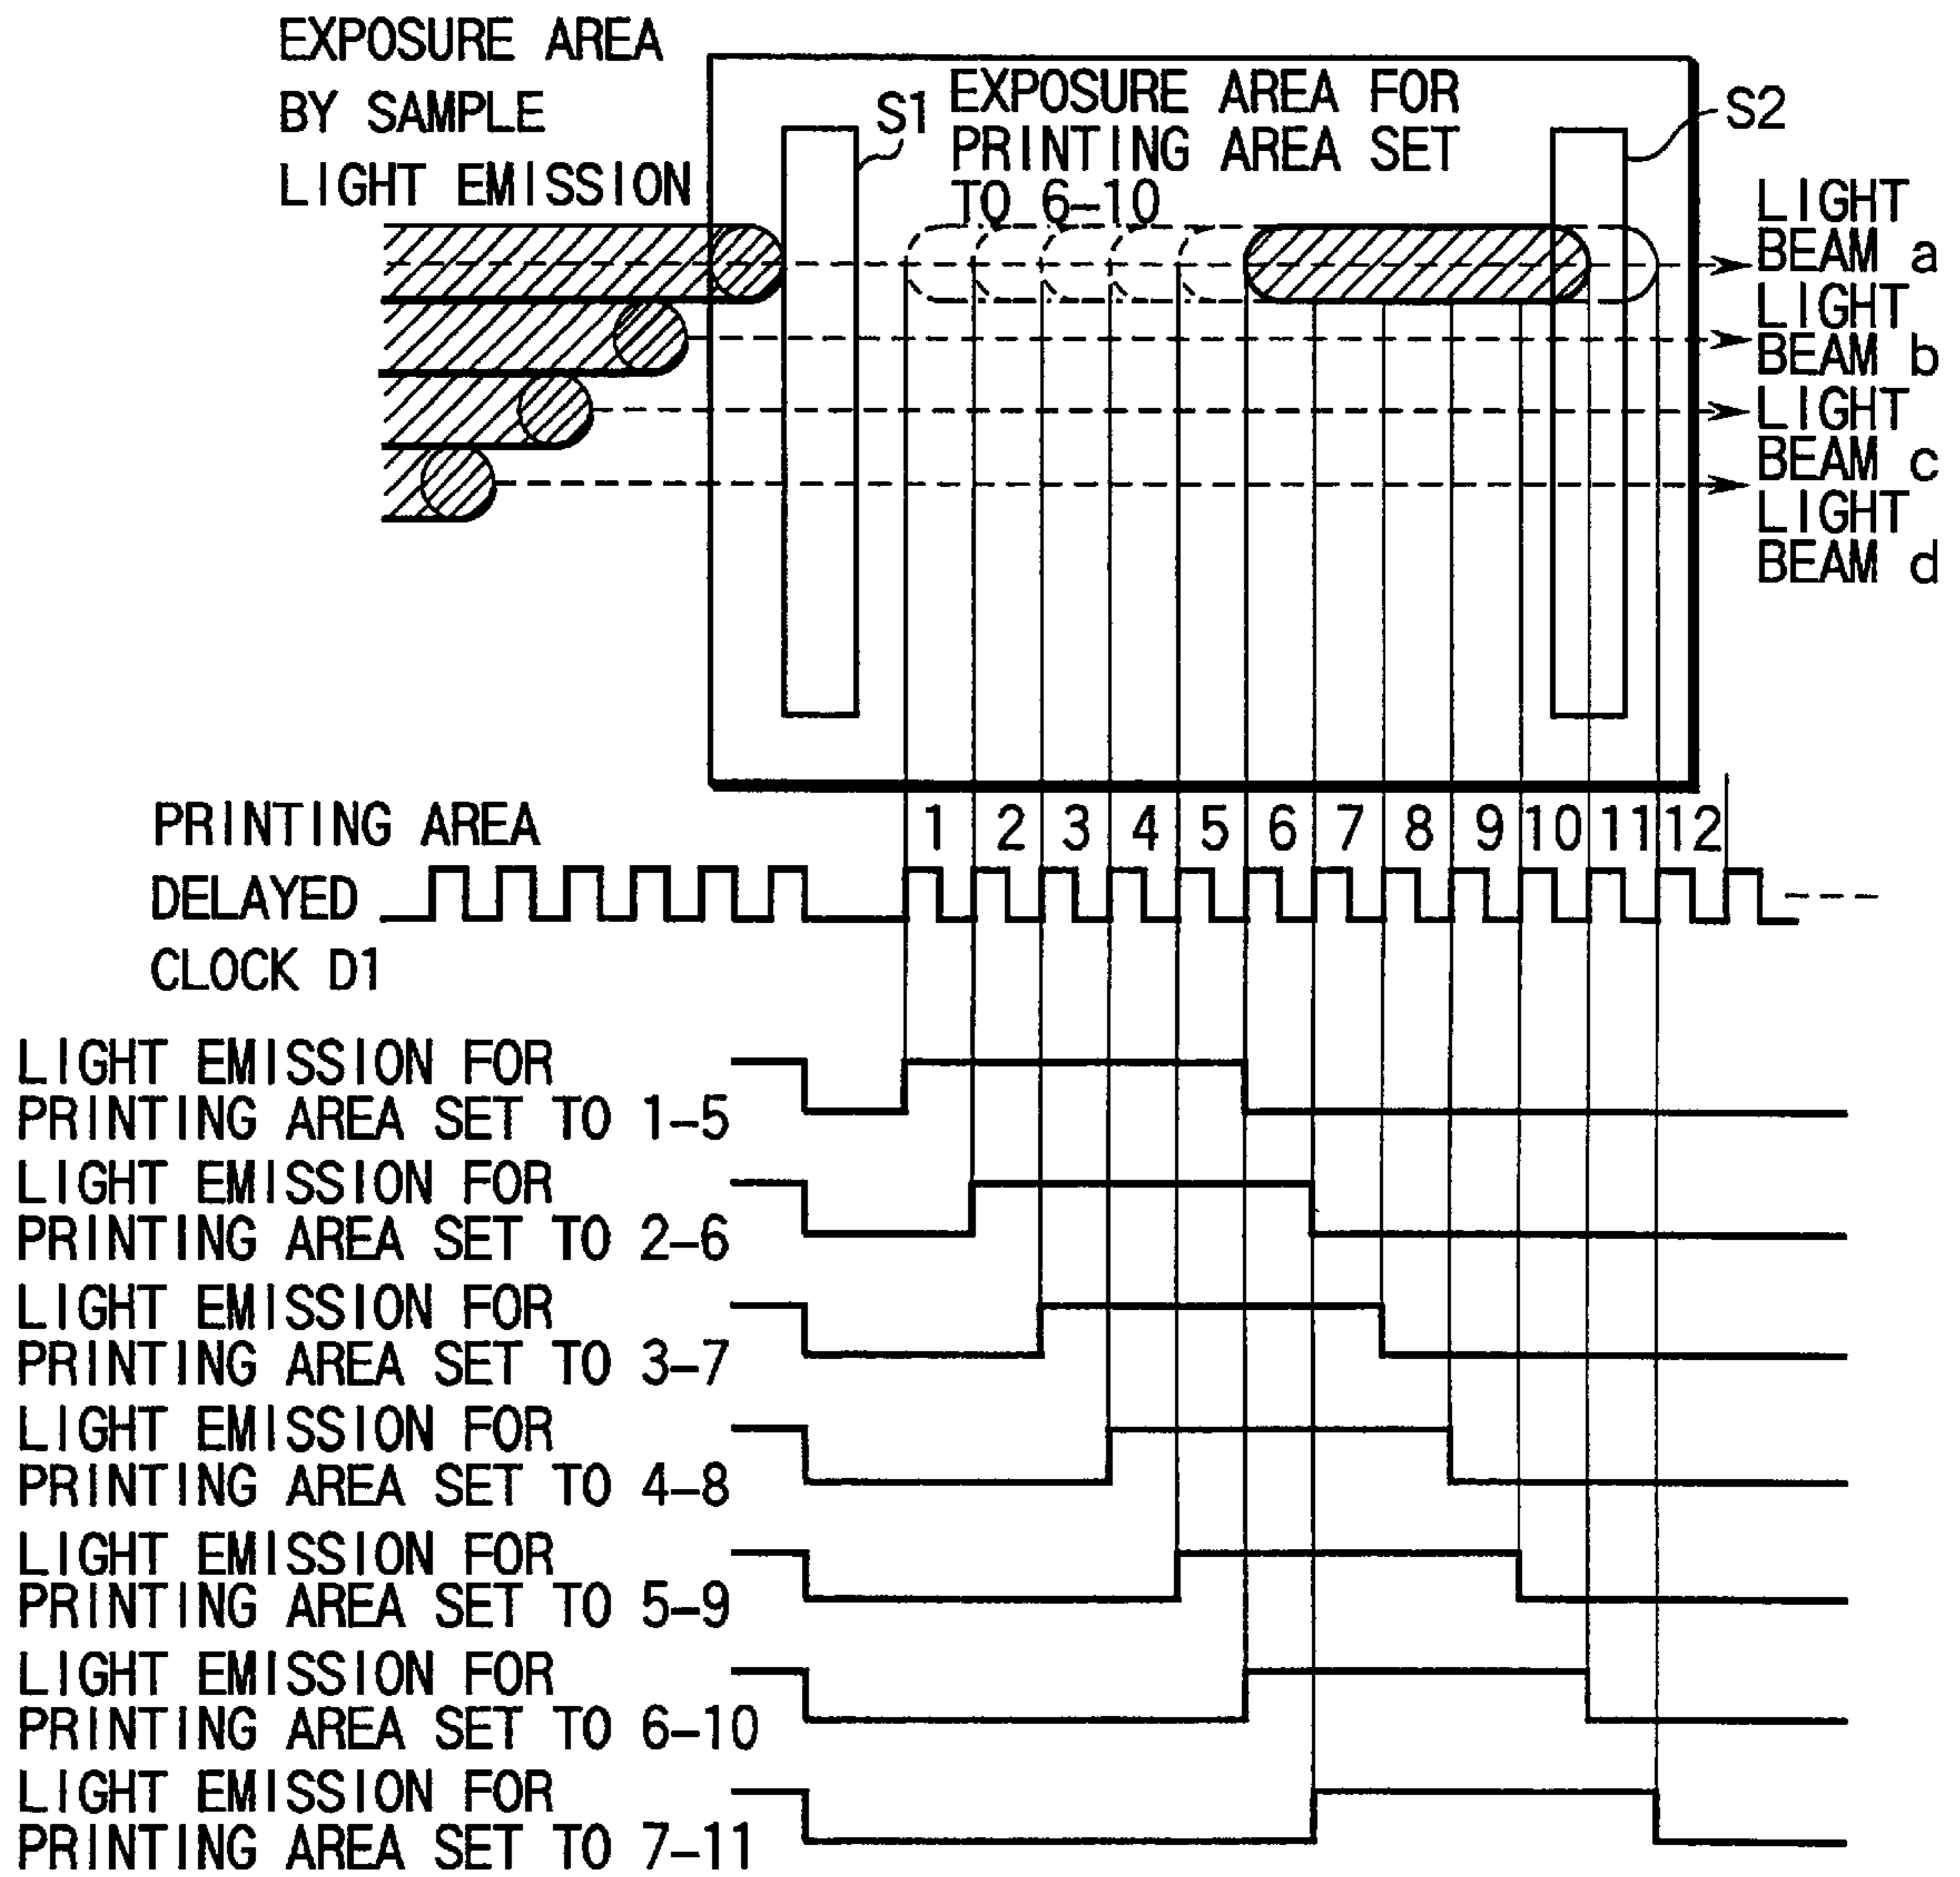 EXPOSURE AREA
BY SAMPLE
LIGHT EMISSION
S1
EXPOSURE AREA FOR
PRINTING AREA SET
TO 6-10
S2
LIGHT
BEAM a
LIGHT
BEAM b
LIGHT
BEAM c
LIGHT
BEAM d
PRINTING AREA 1 2 3 4 5 6 7 8 9 10 11 12
DELAYED
CLOCK D1
LIGHT EMISSION FOR
PRINTING AREA SET TO 1-5
LIGHT EMISSION FOR
PRINTING AREA SET TO 2-6
LIGHT EMISSION FOR
PRINTING AREA SET TO 3-7
LIGHT EMISSION FOR
PRINTING AREA SET TO 4-8
LIGHT EMISSION FOR
PRINTING AREA SET TO 5-9
LIGHT EMISSION FOR
PRINTING AREA SET TO 6-10
LIGHT EMISSION FOR
PRINTING AREA SET TO 7-11